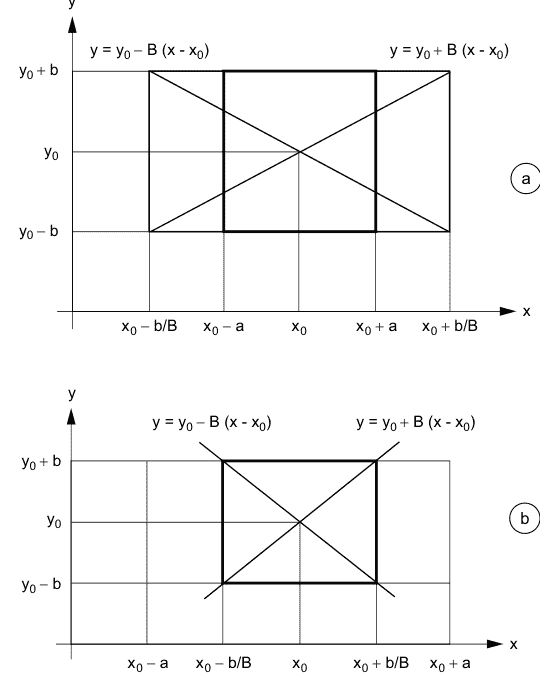 y
y = y₀ – B (x - x₀) y = y₀ + B (x - x₀)
y₀ + b
y₀
a
y₀ – b
x
x₀ – b/B x₀ – a x₀ x₀ + a x₀ + b/B
y
y = y₀ – B (x - x₀) y = y₀ + B (x - x₀)
y₀ + b
y₀
b
y₀ – b
x
x₀ – a x₀ – b/B x₀ x₀ + b/B x₀ + a